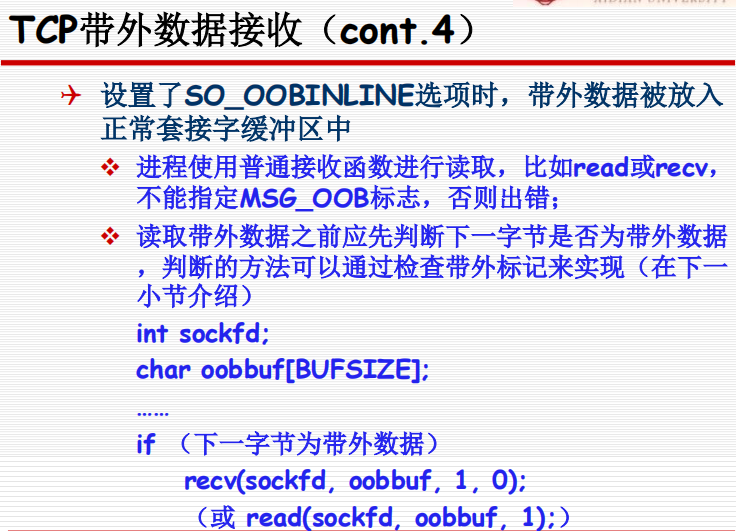 TCP带外数据接收（cont.4）
设置了SO_OOBINLINE选项时，带外数据被放入
正常套接字缓冲区中
进程使用普通接收函数进行读取，比如read或recv，
不能指定MSG_OOB标志，否则出错；
读取带外数据之前应先判断下一字节是否为带外数据
，判断的方法可以通过检查带外标记来实现（在下一
小节介绍）
int sockfd;
char oobbuf[BUFSIZE];
……
if （下一字节为带外数据）
recv(sockfd, oobbuf, 1, 0);
（或 read(sockfd, oobbuf, 1);）